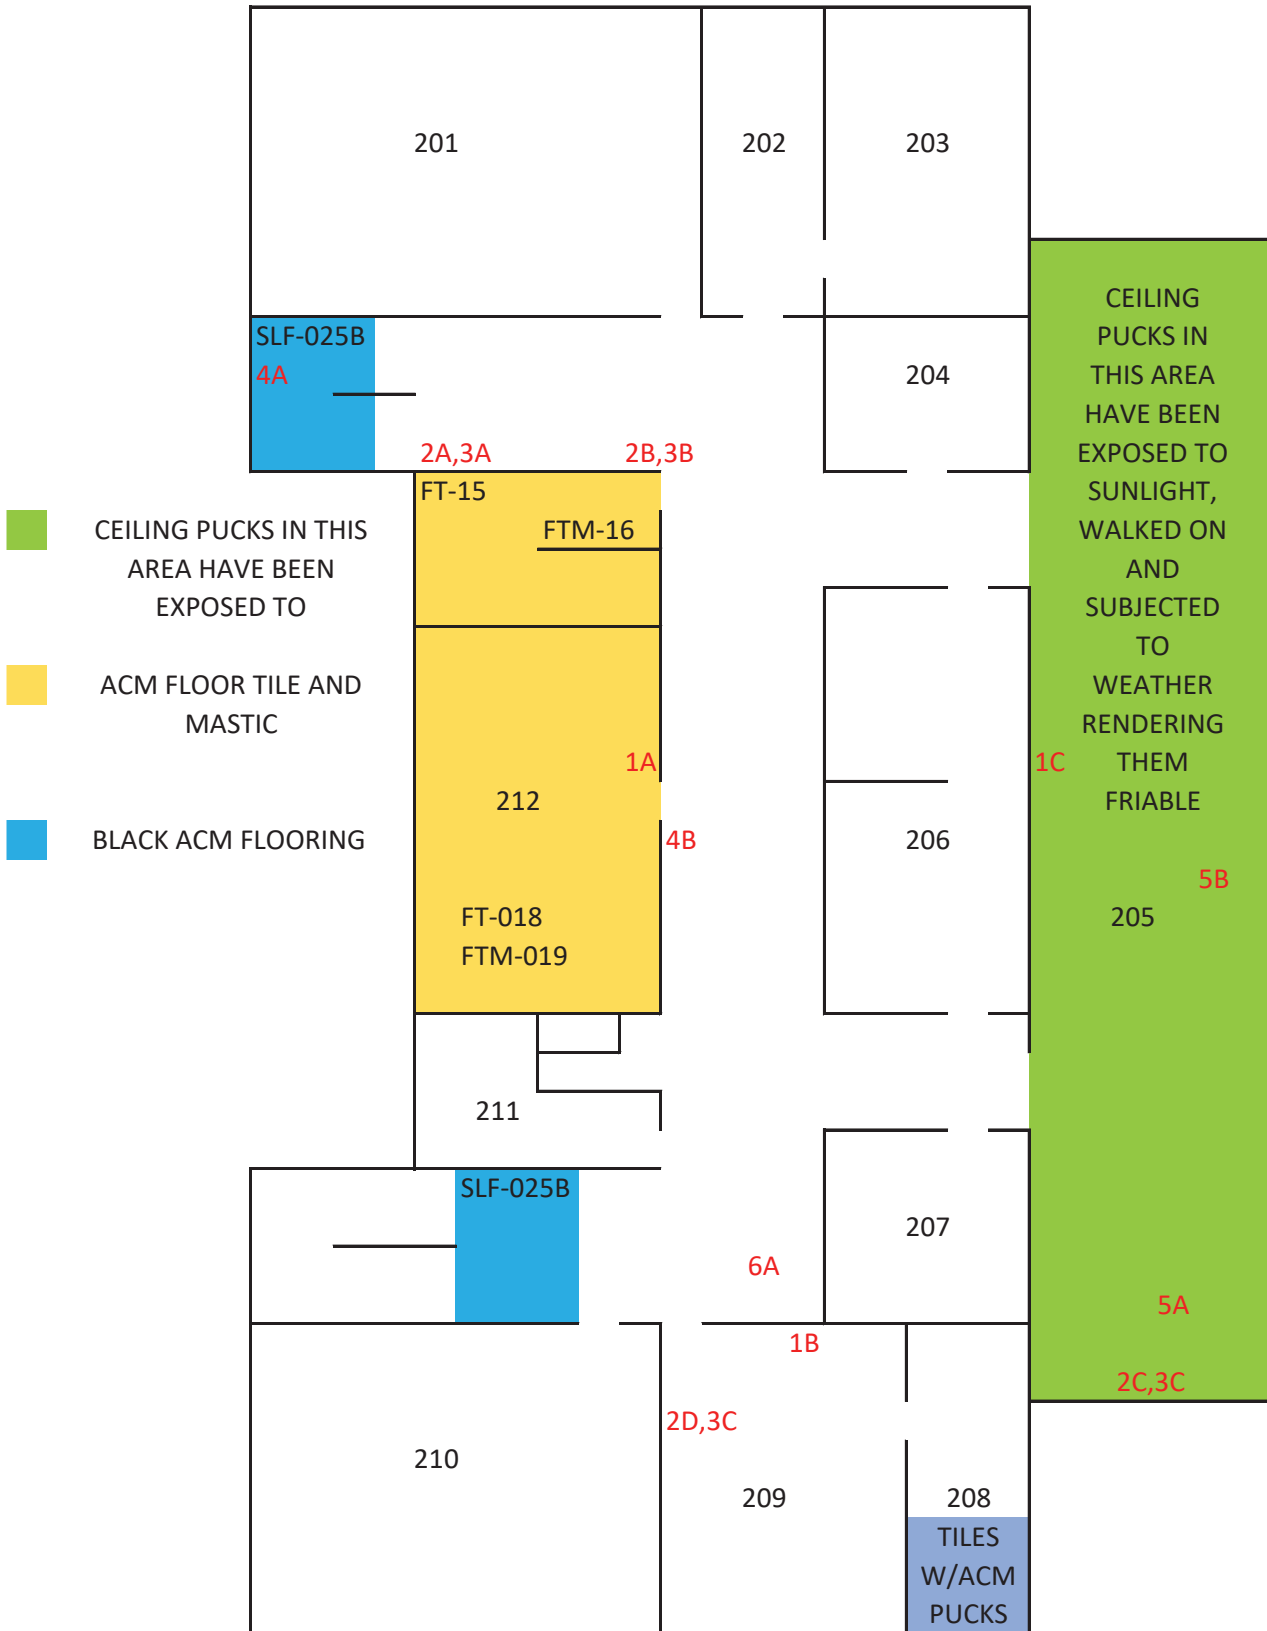 201
202
203
SLF-025B
4A
204
2A,3A
2B,3B
FT-15
FTM-16
CEILING
PUCKS IN
THIS AREA
HAVE BEEN
EXPOSED TO
SUNLIGHT,
WALKED ON
AND
SUBJECTED
TO
WEATHER
RENDERING
THEM
FRIABLE
CEILING PUCKS IN THIS
AREA HAVE BEEN
EXPOSED TO
ACM FLOOR TILE AND
MASTIC
BLACK ACM FLOORING
1A
212
4B
206
1C
5B
205
FT-018
FTM-019
211
SLF-025B
207
6A
5A
1B
2C,3C
2D,3C
210
209
208
TILES
W/ACM
PUCKS